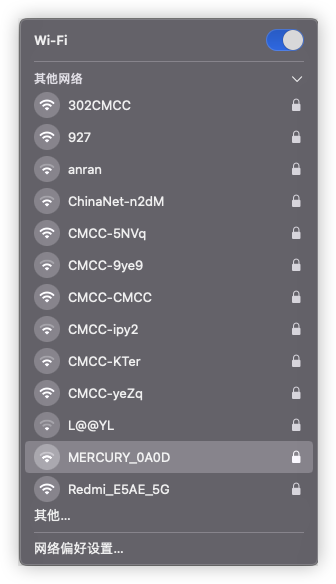 Wi-Fi
其他网络
302CMCC
927
anran
ChinaNet-n2dM
CMCC-5NVq
CMCC-9ye9
CMCC-CMCC
CMCC-ipy2
CMCC-KTer
CMCC-yeZq
L@@YL
MERCURY_0A0D
Redmi_E5AE_5G
其他...
网络偏好设置...